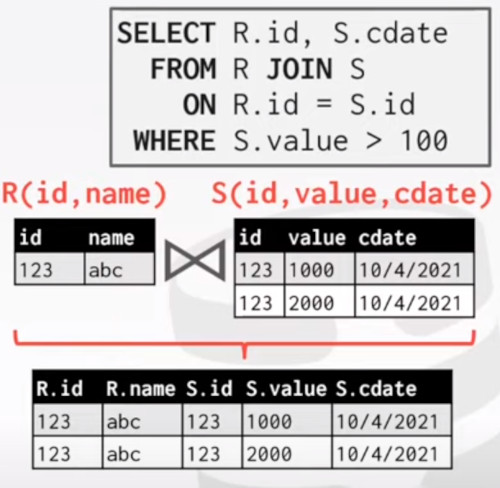 SELECT R.id, S.cdate
FROM R JOIN S
ON R.id = S.id
WHERE S.value > 100
R(id,name) S(id,value,cdate)
id name
123 abc
id value cdate
123 1000 10/4/2021
123 2000 10/4/2021
R.id R.name S.id S.value S.cdate
123 abc 123 1000 10/4/2021
123 abc 123 2000 10/4/2021